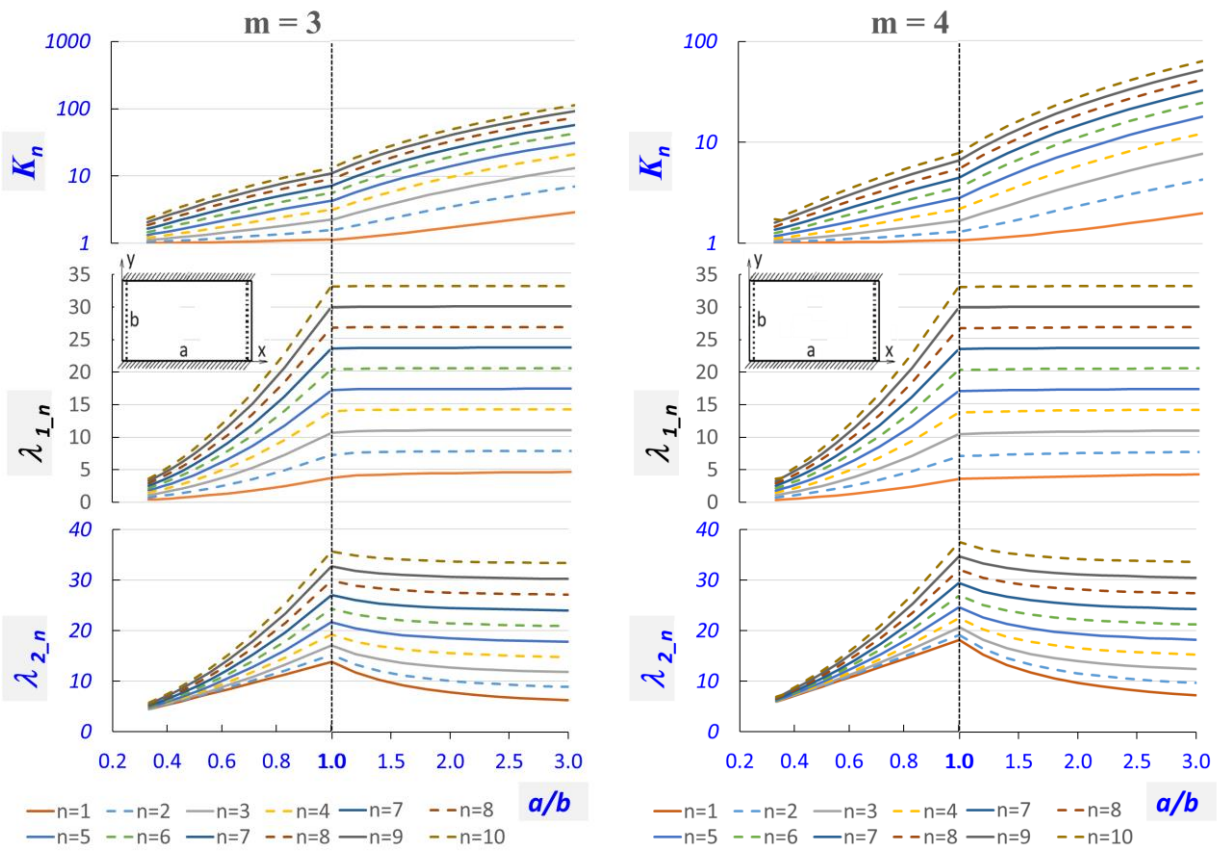 m = 3
1000
100
10
1
K_n
y
b
a
x
35
30
25
20
15
10
5
0
λ_1_n
40
30
20
10
0
λ_2_n
0.2 0.4 0.6 0.8 1.0 1.5 2.0 2.5 3.0
a/b
n=1 n=2 n=3 n=4 n=7 n=8
n=5 n=6 n=7 n=8 n=9 n=10
m = 4
100
10
1
K_n
y
b
a
x
35
30
25
20
15
10
5
0
λ_1_n
40
30
20
10
0
λ_2_n
0.2 0.4 0.6 0.8 1.0 1.5 2.0 2.5 3.0
a/b
n=1 n=2 n=3 n=4 n=7 n=8
n=5 n=6 n=7 n=8 n=9 n=10